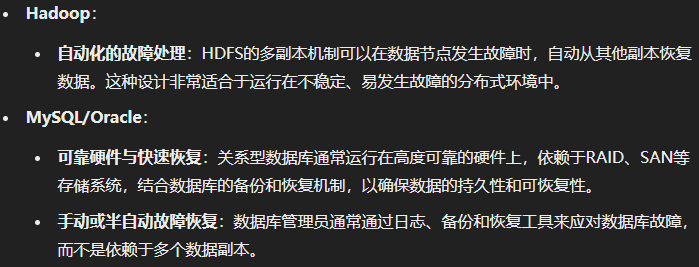 • Hadoop：
• 自动化的故障处理：HDFS的多副本机制可以在数据节点发生故障时，自动从其他副本恢复
数据。这种设计非常适合于运行在不稳定、易发生故障的分布式环境中。
• MySQL/Oracle：
• 可靠硬件与快速恢复：关系型数据库通常运行在高度可靠的硬件上，依赖于RAID、SAN等
存储系统，结合数据库的备份和恢复机制，以确保数据的持久性和可恢复性。
• 手动或半自动故障恢复：数据库管理员通常通过日志、备份和恢复工具来应对数据库故障，
而不是依赖于多个数据副本。